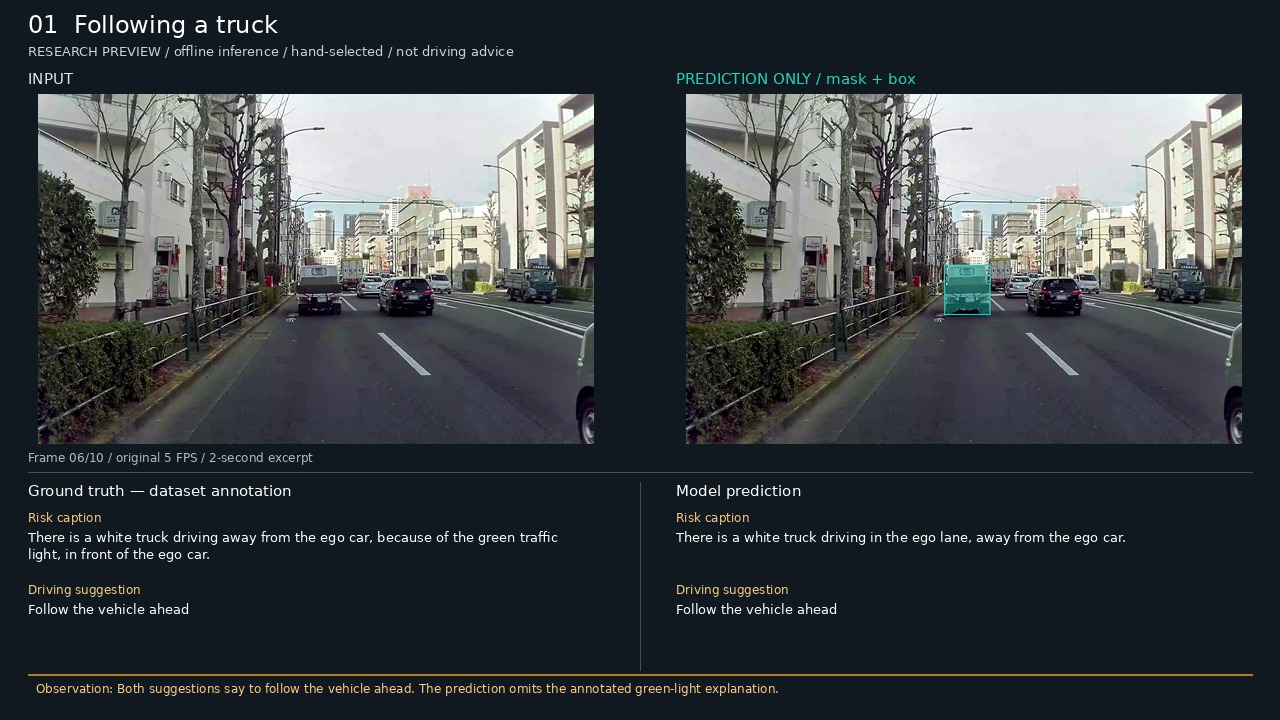 01 Following a truck
RESEARCH PREVIEW / offline inference / hand-selected / not driving advice
INPUT
PREDICTION ONLY / mask + box
Frame 06/10 / original 5 FPS / 2-second excerpt
Ground truth — dataset annotation
Risk caption
There is a white truck driving away from the ego car, because of the green traffic
light, in front of the ego car.
Driving suggestion
Follow the vehicle ahead
Model prediction
Risk caption
There is a white truck driving in the ego lane, away from the ego car.
Driving suggestion
Follow the vehicle ahead
Observation: Both suggestions say to follow the vehicle ahead. The prediction omits the annotated green-light explanation.